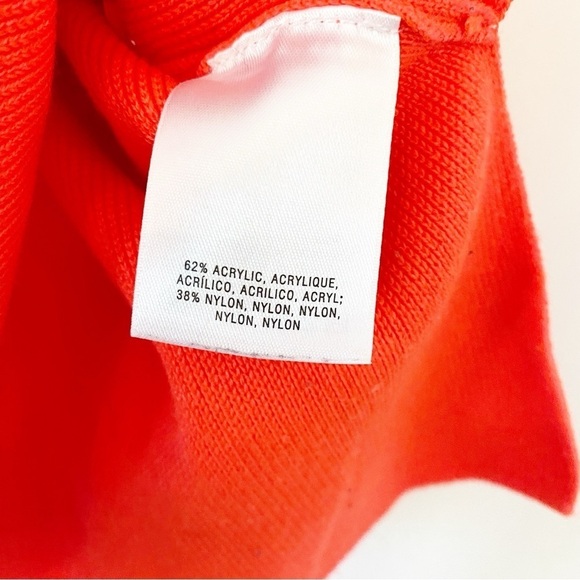 62% ACRYLIC, ACRYLIQUE,
ACRÍLICO, ACRILICO, ACRYL;
38% NYLON, NYLON, NYLON,
NYLON, NYLON